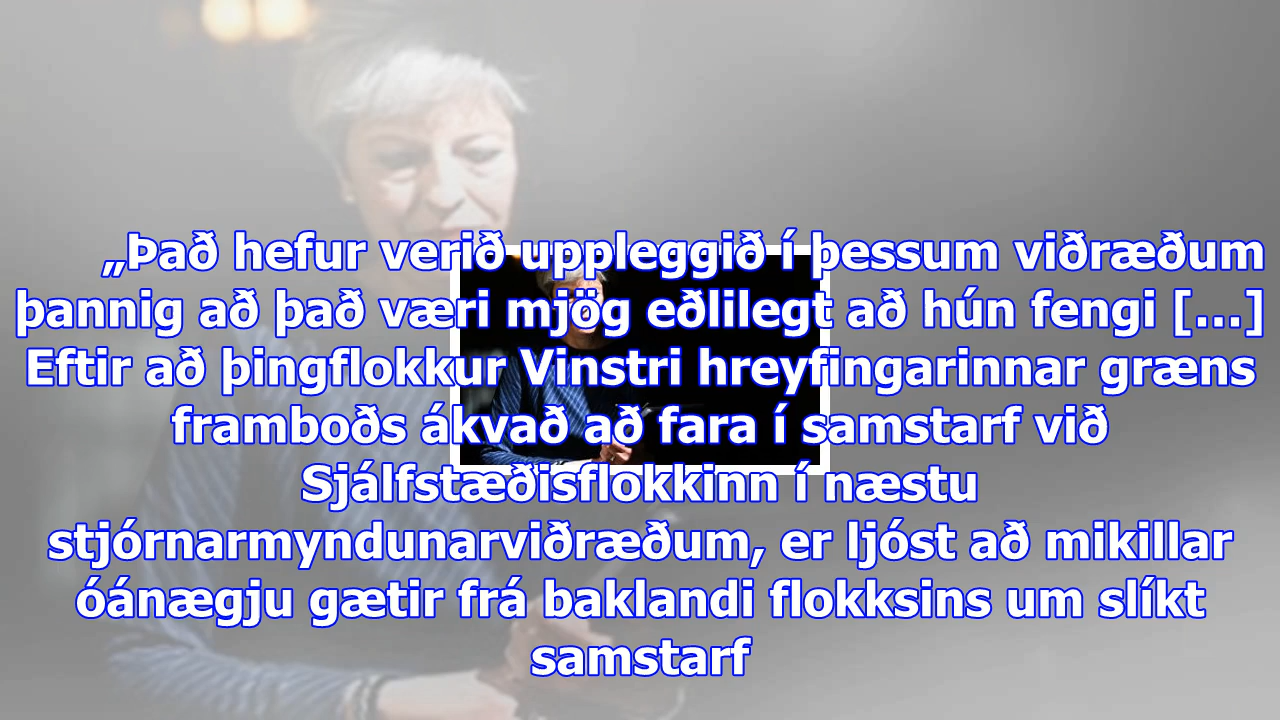 „Það hefur verið uppleggið í þessum viðræðum
þannig að það væri mjög eðlilegt að hún fengi [...]
Eftir að þingflokkur Vinstri hreyfingarinnar græns
framboðs ákvað að fara í samstarf við
Sjálfstæðisflokkinn í næstu
stjórnarmyndunarviðræðum, er ljóst að mikillar
óánægju gætir frá baklandi flokksins um slíkt
samstarf